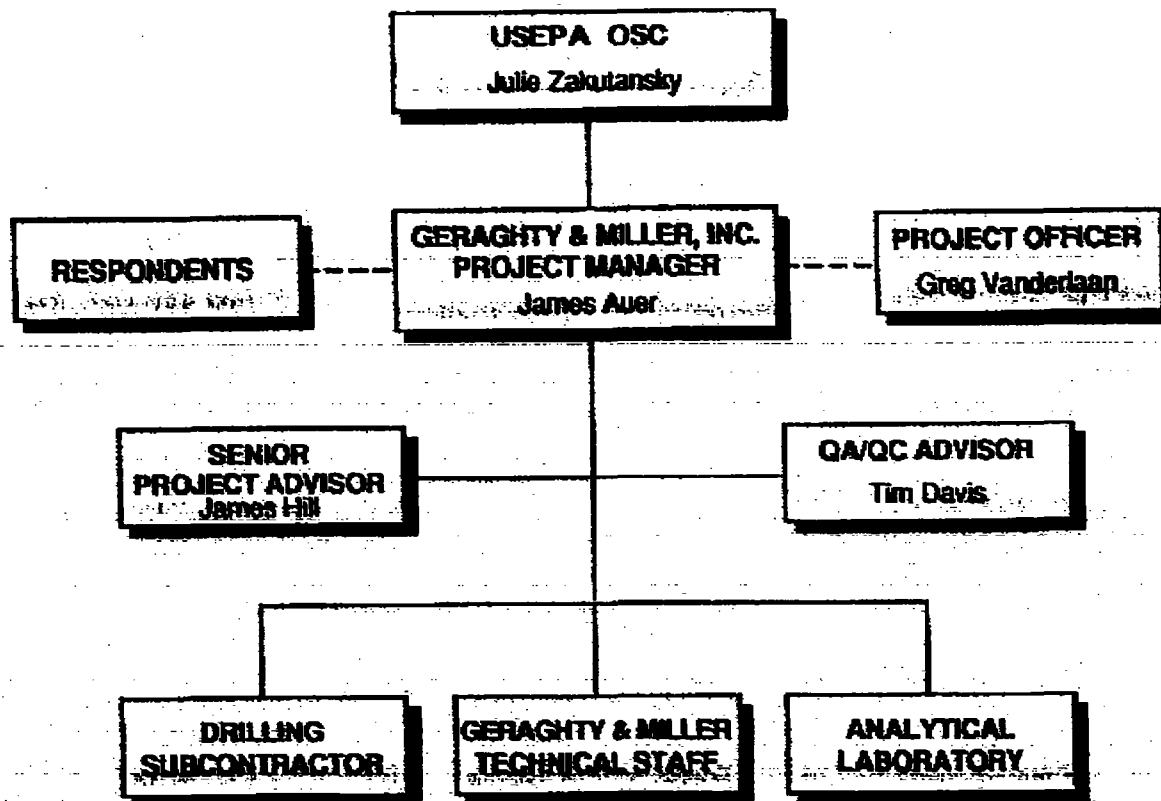 USEPA OSC
Julie Zakutansky
RESPONDENTS
GERAGHTY & MILLER, INC.
PROJECT MANAGER
James Auer
PROJECT OFFICER
Greg Vanderlaan
SENIOR
PROJECT ADVISOR
James Hill
QA/QC ADVISOR
Tim Davis
DRILLING
SUBCONTRACTOR
GERAGHTY & MILLER
TECHNICAL STAFF
ANALYTICAL
LABORATORY